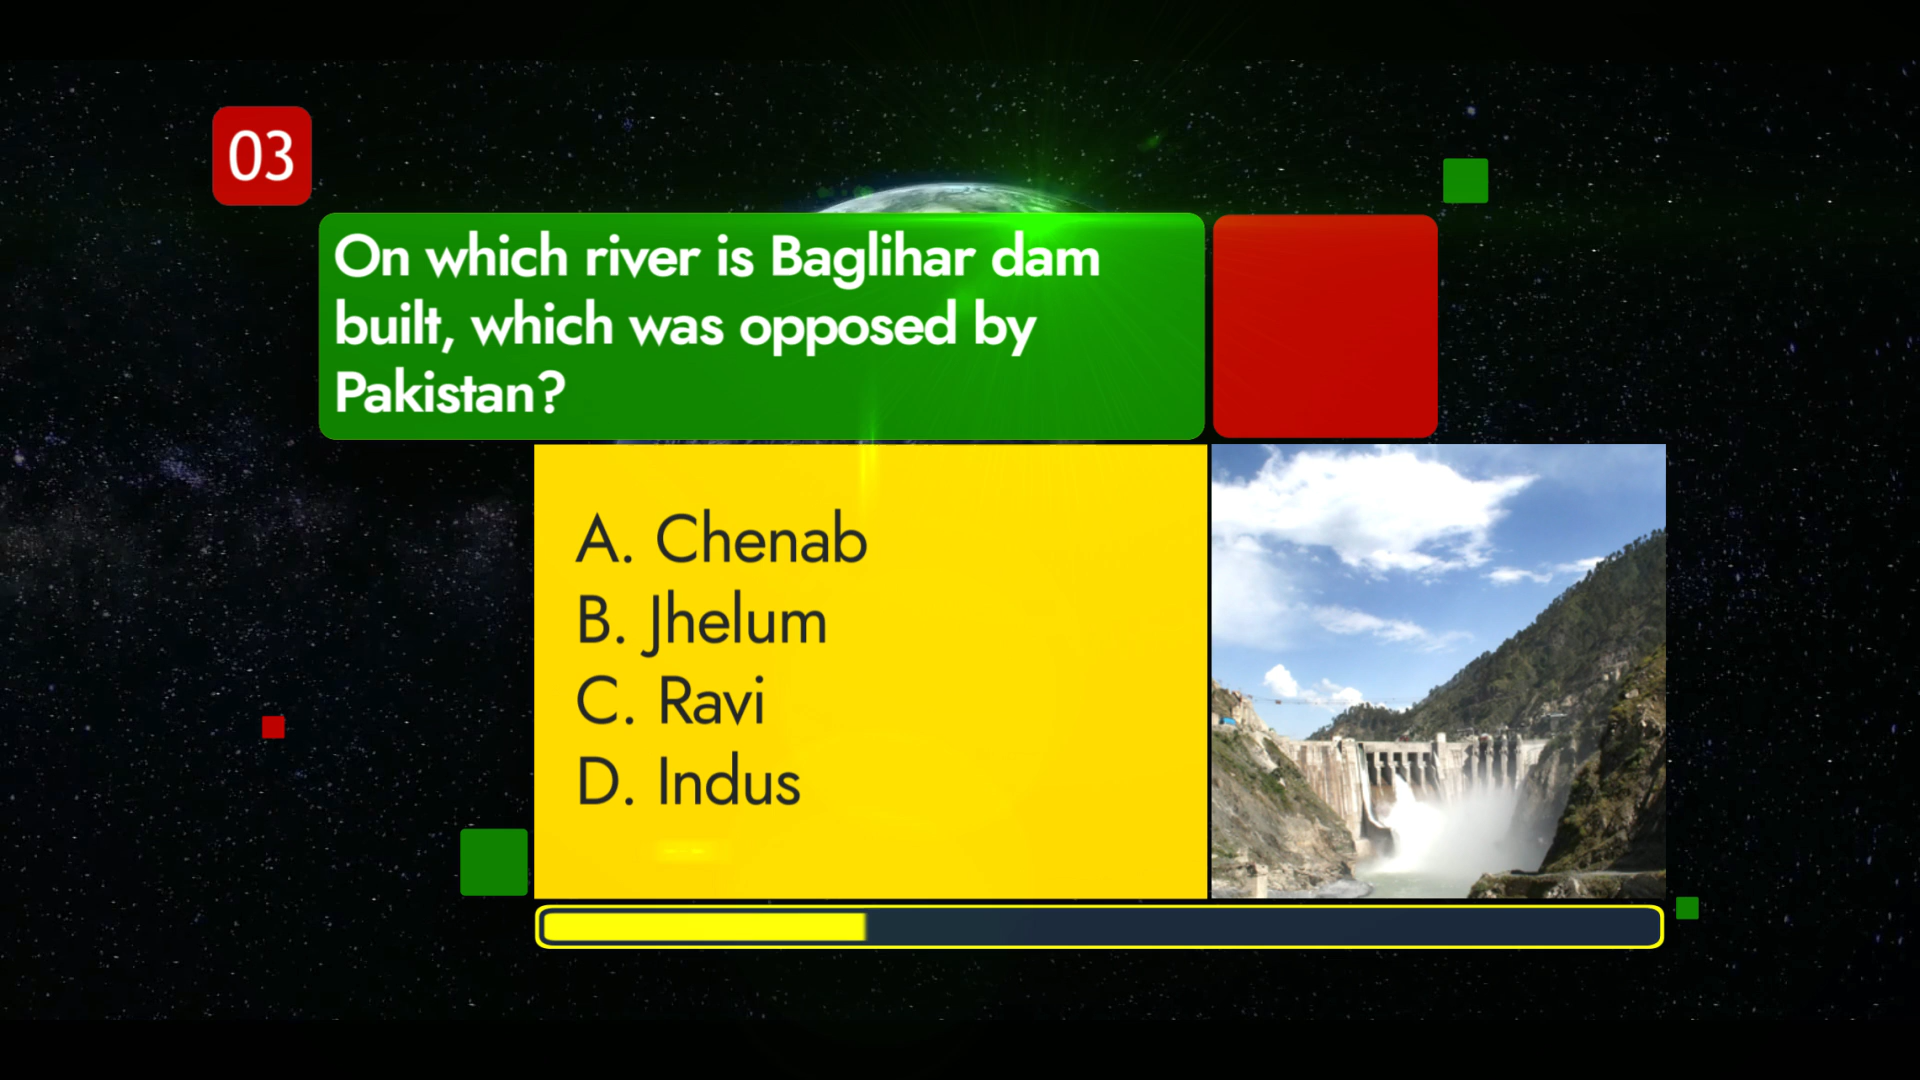 03
On which river is Baglihar dam
built, which was opposed by
Pakistan?
A. Chenab
B. Jhelum
C. Ravi
D. Indus